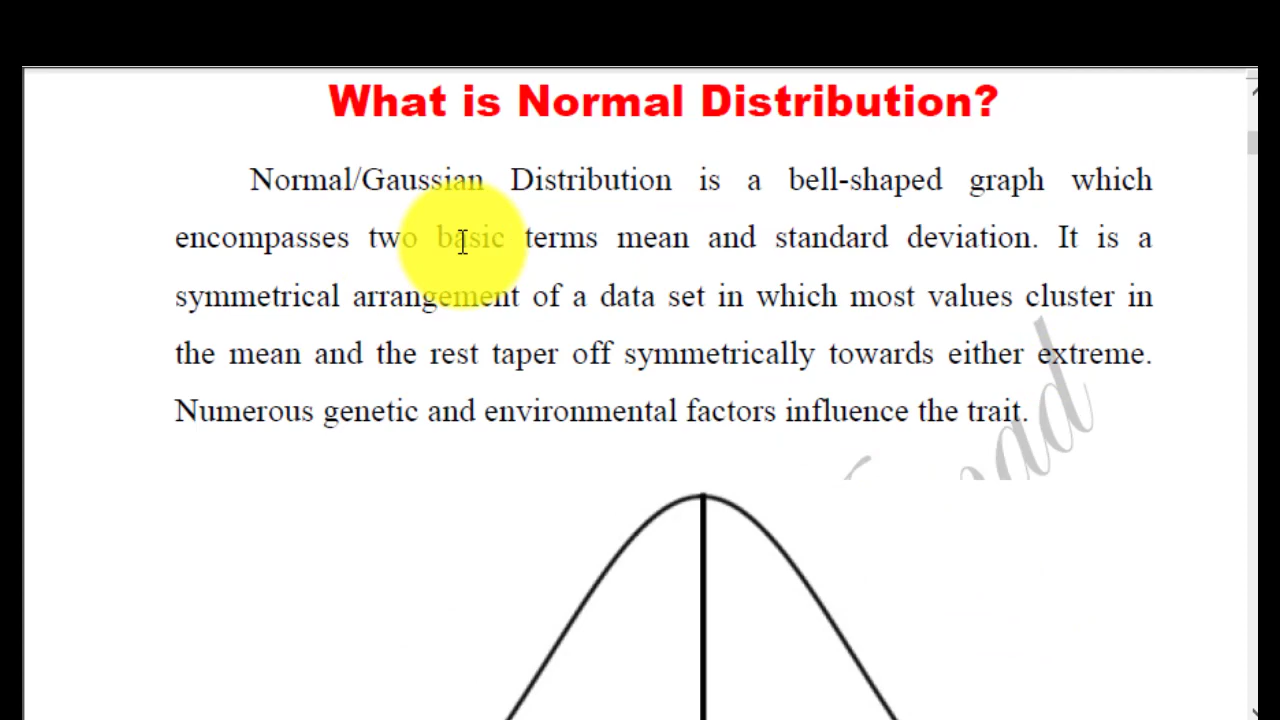 What is Normal Distribution?
Normal/Gaussian Distribution is a bell-shaped graph which
encompasses two basic terms mean and standard deviation. It is a
symmetrical arrangement of a data set in which most values cluster in
the mean and the rest taper off symmetrically towards either extreme.
Numerous genetic and environmental factors influence the trait.